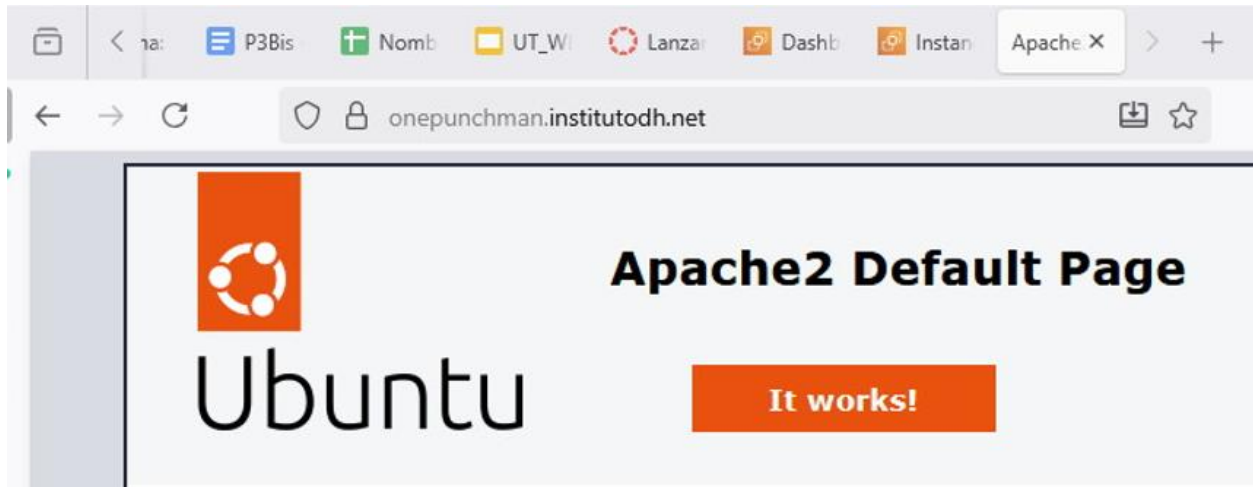 P3Bis Nomb UT_W Lanzar Dashb Instan Apache
onepunchman.institutodh.net
Apache2 Default Page
Ubuntu
It works!